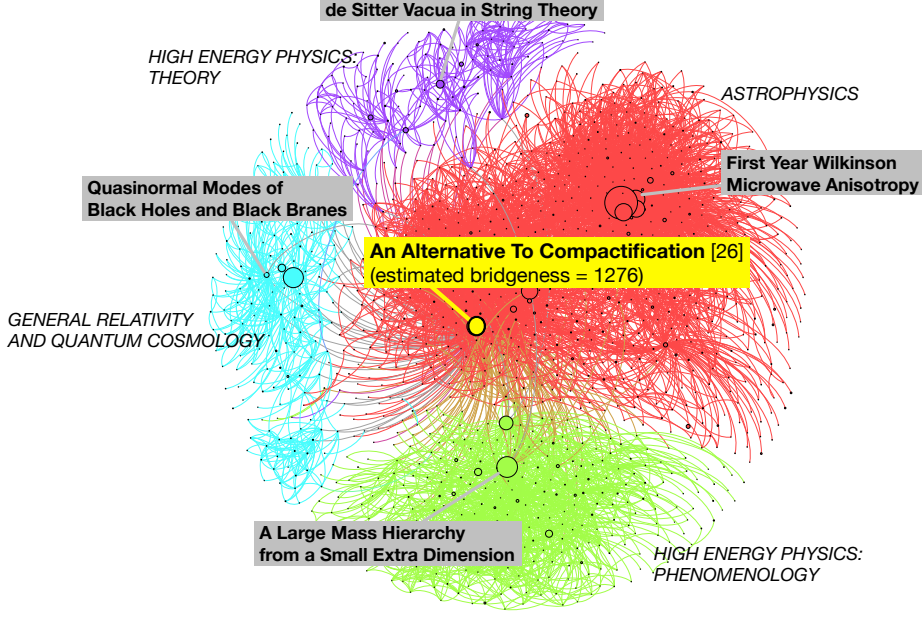 de Sitter Vacua in String Theory
HIGH ENERGY PHYSICS:
THEORY
ASTROPHYSICS
First Year Wilkinson
Microwave Anisotropy
Quasinormal Modes of
Black Holes and Black Branes
An Alternative To Compactification [26]
(estimated bridgeness = 1276)
GENERAL RELATIVITY
AND QUANTUM COSMOLOGY
A Large Mass Hierarchy
from a Small Extra Dimension
HIGH ENERGY PHYSICS:
PHENOMENOLOGY